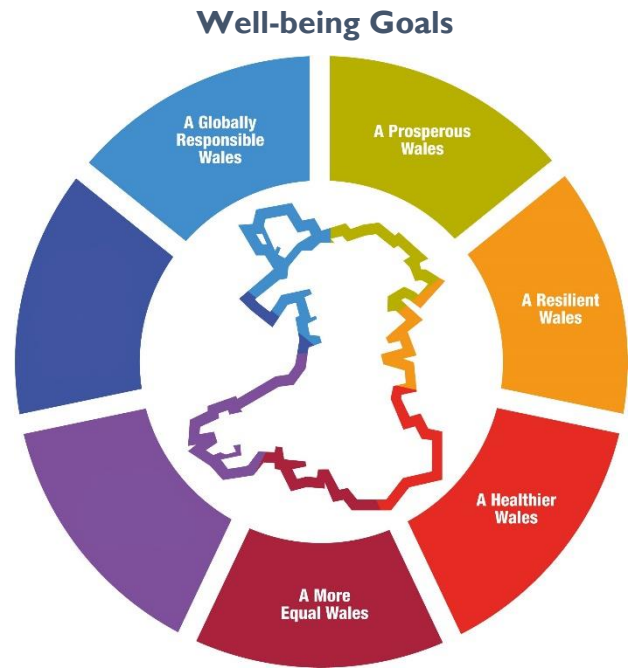 Well-being Goals
A Globally
Responsible
Wales
A Prosperous
Wales
A Resilient
Wales
A Healthier
Wales
A More
Equal Wales